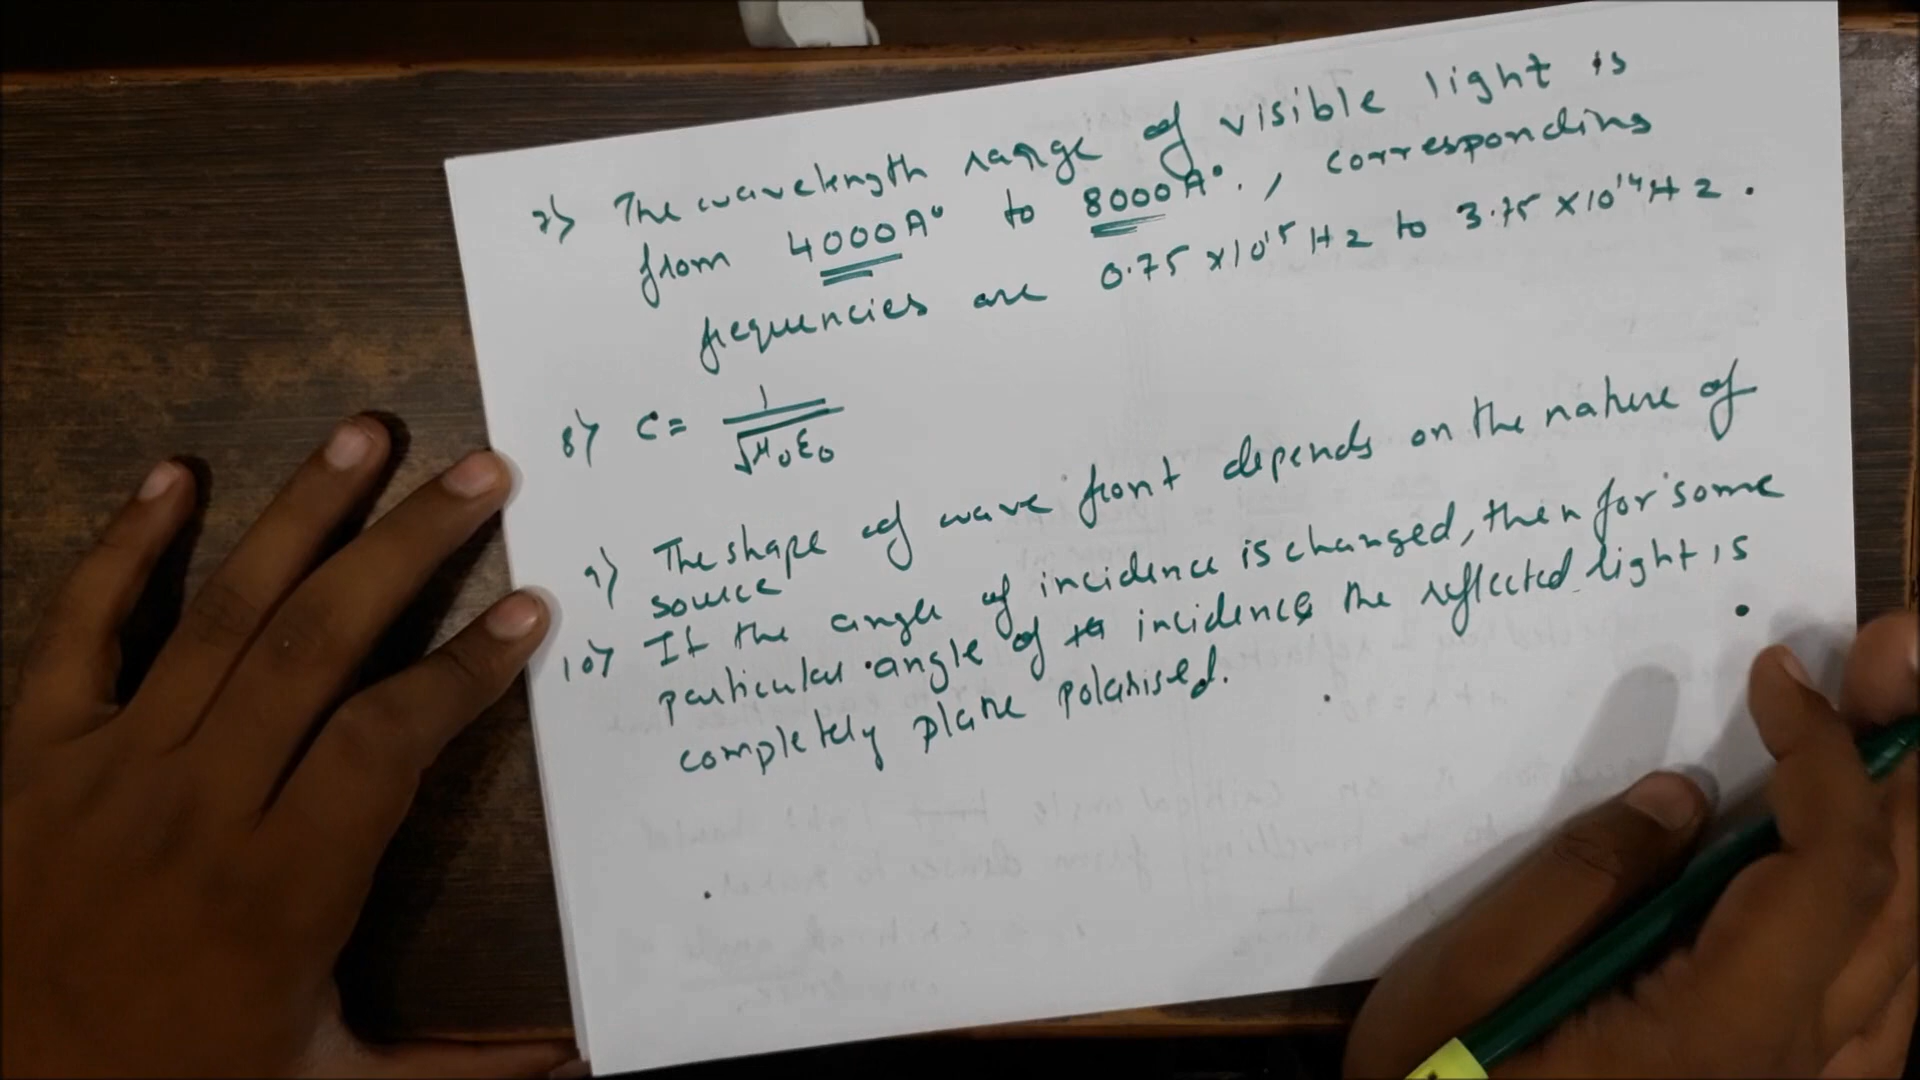 7) The wavelength range of visible light is
from 4000A° to 8000A°., corresponding
frequencies are 0.75 ×10¹⁵ Hz to 3.75 ×10¹⁴ Hz.
8) C = 1/√μ₀ε₀
9) The shape of wave front depends on the nature of
source
10) If the angle of incidence is changed, then for some
particular angle of incidence the reflected light is
completely plane polarised.